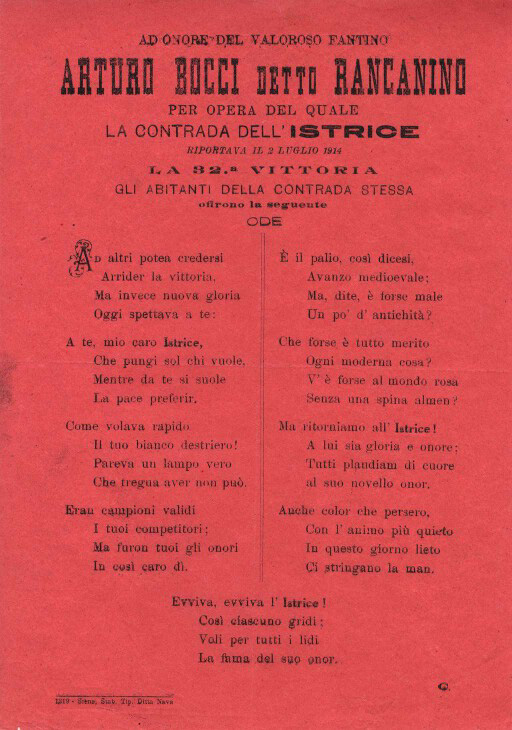 AD ONORE DEL VALOROSO FANTINO
ARTURO BOCCI DETTO RANCANINO
PER OPERA DEL QUALE
LA CONTRADA DELL'ISTRICE
RIPORTAVA IL 2 LUGLIO 1914
LA 32.a VITTORIA
GLI ABITANTI DELLA CONTRADA STESSA
ofirono la seguente
ODE
Ad altri potea credersi
Arrider la vittoria,
Ma invece nuova gloria
Oggi spettava a te:
A te, mio caro Istrice,
Che pungi sol chi vuole,
Mentre da te si suole
La pace preferir.
Come volava rapido
Il tuo bianco destriero!
Pareva un lampo vero
Che tregua aver non può.
Eran campioni validi
I tuoi competitori;
Ma furon tuoi gli onori
In così caro dì.
È il palio, così dicesi,
Avanzo medioevale;
Ma, dite, è forse male
Un po' d' antichità?
Che forse è tutto merito
Ogni moderna cosa?
V' è forse al mondo rosa
Senza una spina almen?
Ma ritorniamo all' Istrice!
A lui sia gloria e onore;
Tutti plaudiam di cuore
al suo novello onor.
Anche color che persero,
Con l' animo più quieto
In questo giorno lieto
Ci stringano la man.
Evviva, evviva l' Istrice!
Così ciascuno gridi;
Voli per tutti i lidi
La fama del suo onor.
G.
Siena, Stab. Tip. Ditta Nava